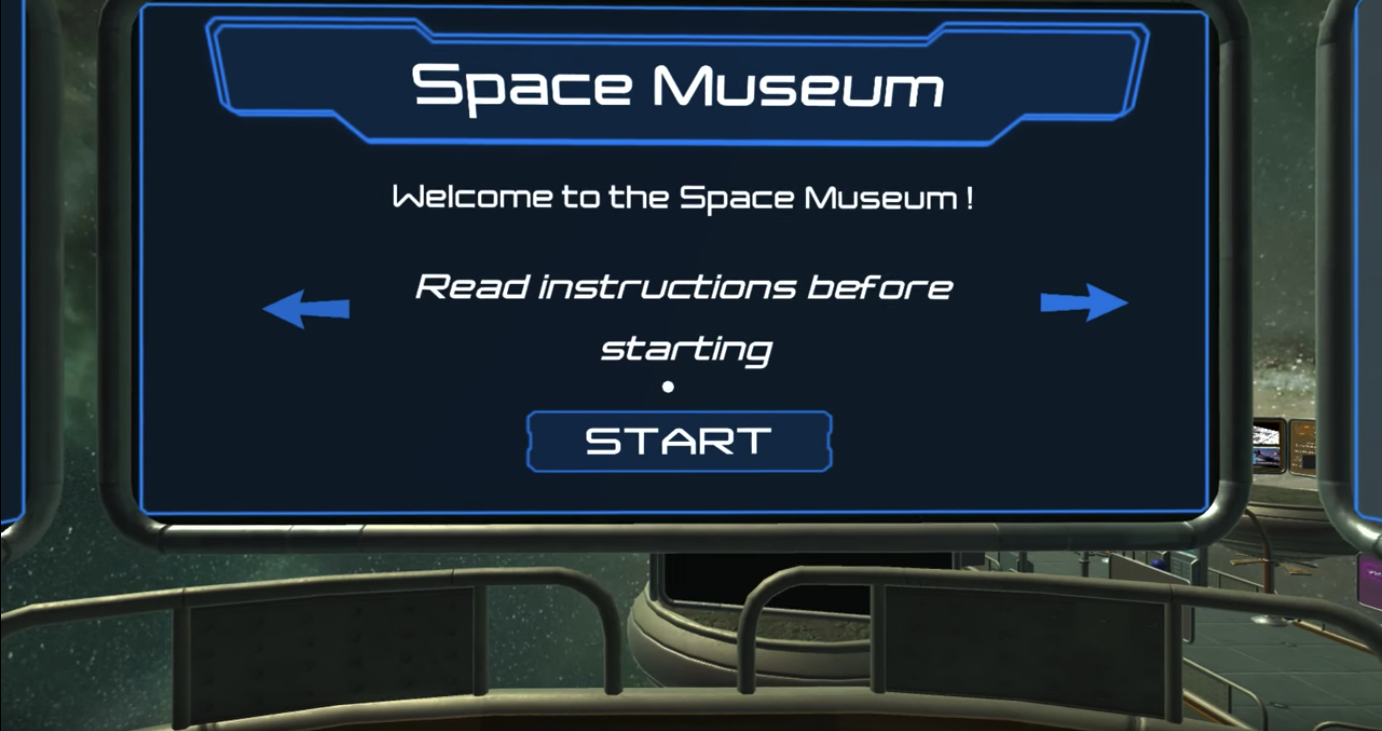 Space Museum
Welcome to the Space Museum !
Read instructions before
starting
START